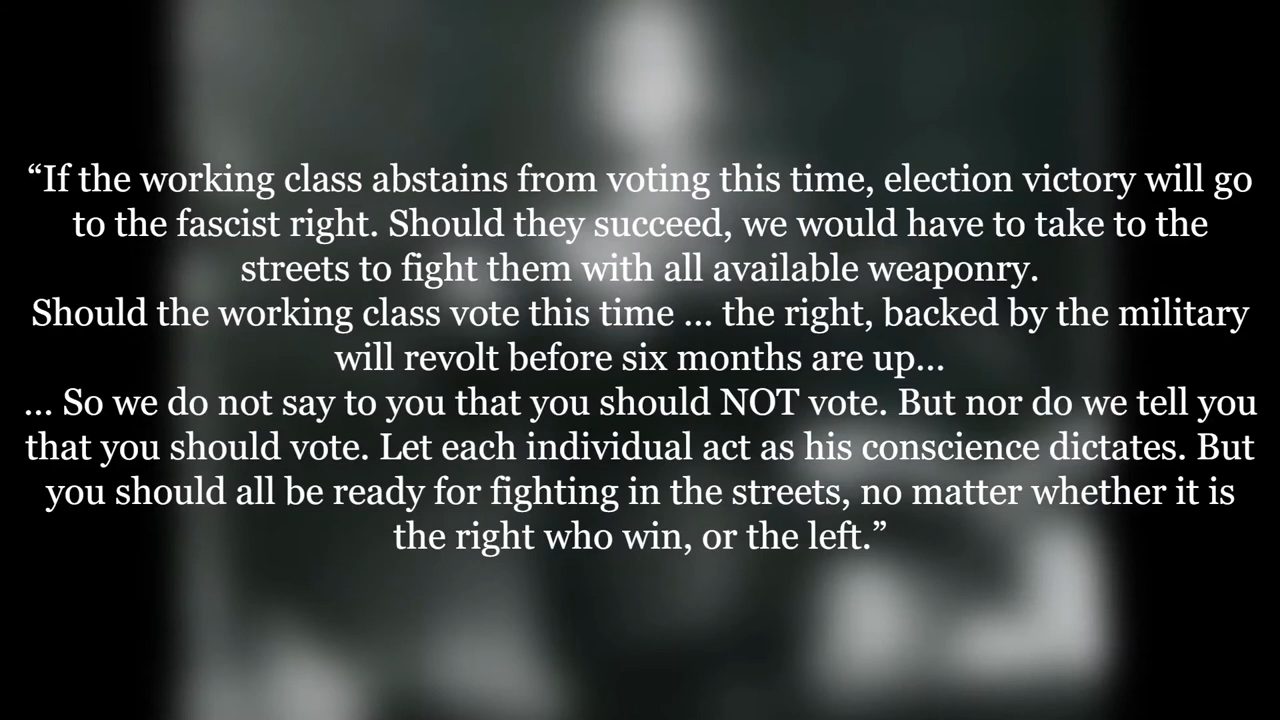 “If the working class abstains from voting this time, election victory will go
to the fascist right. Should they succeed, we would have to take to the
streets to fight them with all available weaponry.
Should the working class vote this time ... the right, backed by the military
will revolt before six months are up...
... So we do not say to you that you should NOT vote. But nor do we tell you
that you should vote. Let each individual act as his conscience dictates. But
you should all be ready for fighting in the streets, no matter whether it is
the right who win, or the left.”